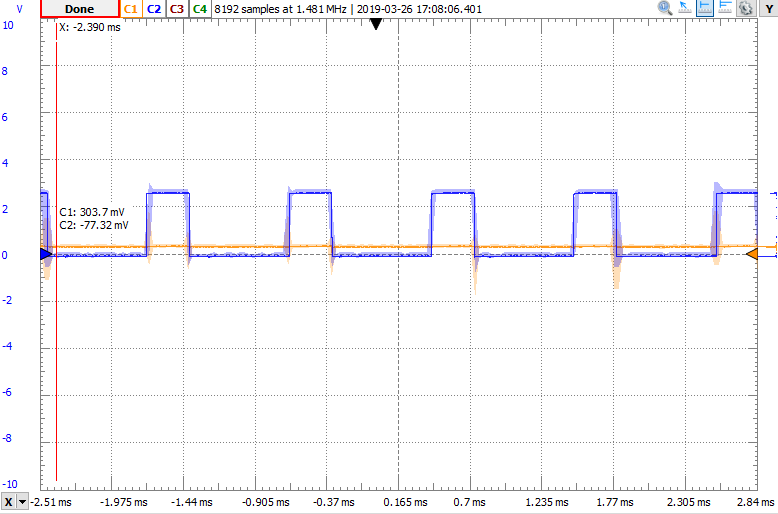 V Done C1 C2 C3 C4 8192 samples at 1.481 MHz | 2019-03-26 17:08:06.401 Y
X: -2.390 ms
10
8
6
4
2
C1: 303.7 mV
C2: -77.32 mV
0
-2
-4
-6
-8
-10
X -2.51 ms -1.975 ms -1.44 ms -0.905 ms -0.37 ms 0.165 ms 0.7 ms 1.235 ms 1.77 ms 2.305 ms 2.84 ms